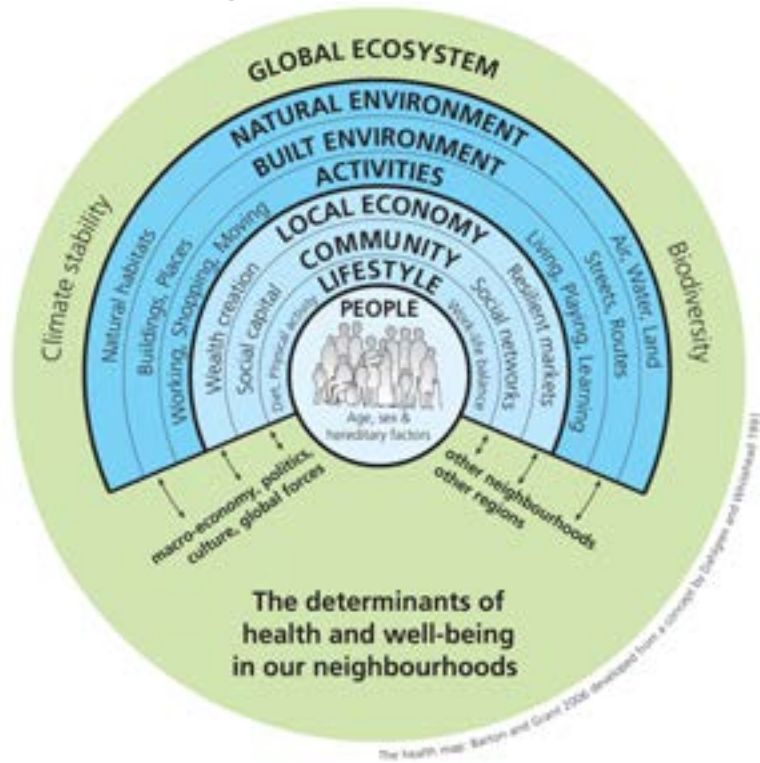 GLOBAL ECOSYSTEM
NATURAL ENVIRONMENT
BUILT ENVIRONMENT
ACTIVITIES
LOCAL ECONOMY
COMMUNITY
LIFESTYLE
PEOPLE
Age, sex &
hereditary factors
Climate stability
Natural habitats
Buildings, Places
Working, Shopping, Moving
Wealth creation
Social capital
Diet, Physical activity
Work-life balance
Social networks
Resilient markets
Living, Playing, Learning
Streets, Routes
Air, Water, Land
Biodiversity
macro-economy, politics,
culture, global forces
other neighbourhoods
other regions
The determinants of
health and well-being
in our neighbourhoods
The health map: Barton and Grant 2006 developed from a concept by Dahlgren and Whitehead 1991